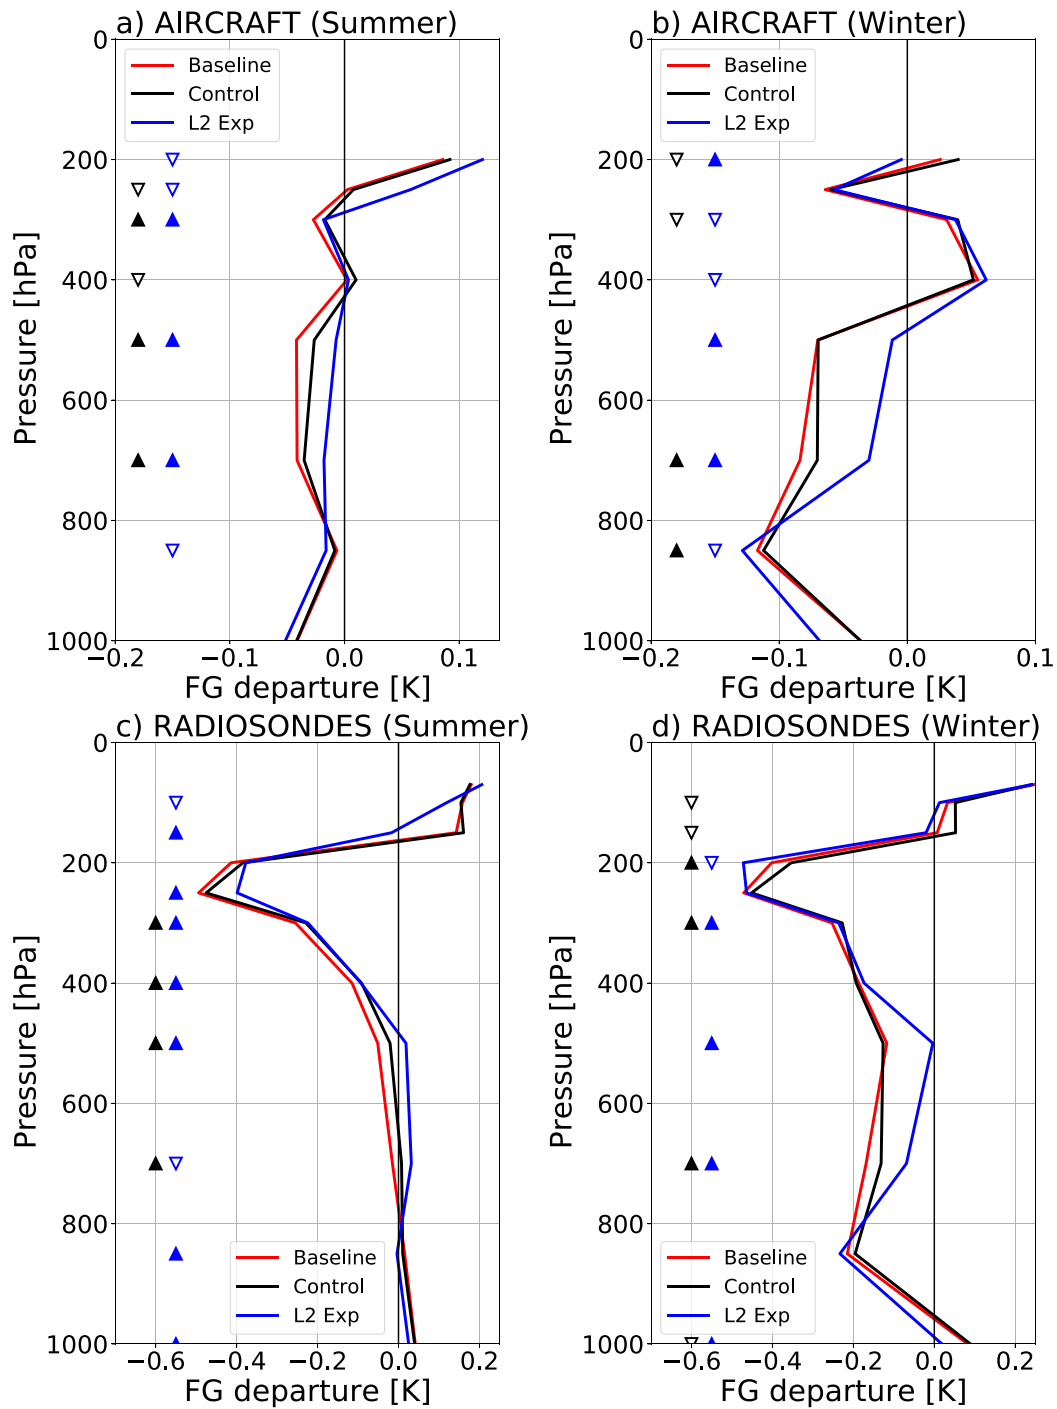 a) AIRCRAFT (Summer)
0
200
400
600
800
1000
Pressure [hPa]
Baseline
Control
L2 Exp
−0.2
−0.1
0.0
0.1
FG departure [K]
b) AIRCRAFT (Winter)
0
200
400
600
800
1000
Pressure [hPa]
Baseline
Control
L2 Exp
−0.2
−0.1
0.0
0.1
FG departure [K]
c) RADIOSONDES (Summer)
0
200
400
600
800
1000
Pressure [hPa]
Baseline
Control
L2 Exp
−0.6
−0.4
−0.2
0.0
0.2
FG departure [K]
d) RADIOSONDES (Winter)
0
200
400
600
800
1000
Pressure [hPa]
Baseline
Control
L2 Exp
−0.6
−0.4
−0.2
0.0
0.2
FG departure [K]